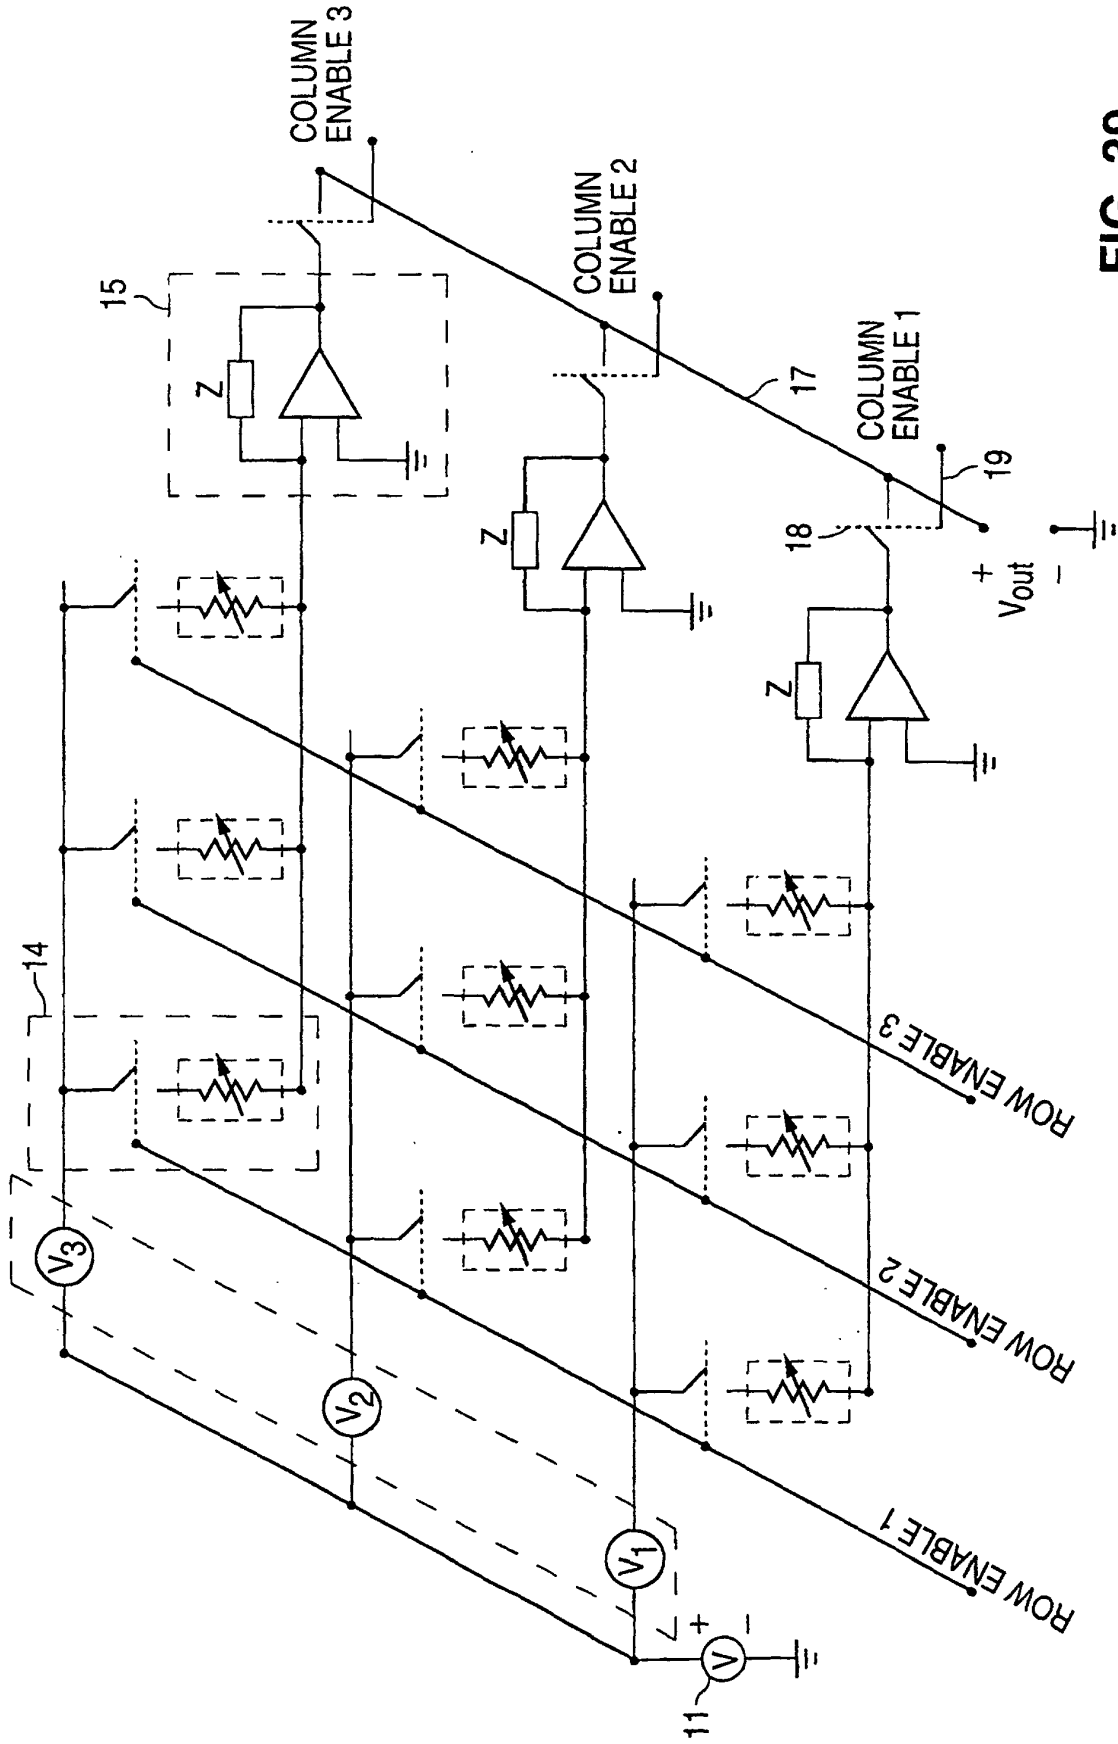 COLUMN
ENABLE 3
15
Z
COLUMN
ENABLE 2
14
Z
17
COLUMN
ENABLE 1
V3
18
19
Z
+
Vout
–
V2
ROW ENABLE 3
V1
ROW ENABLE 2
+
V
–
11
ROW ENABLE 1